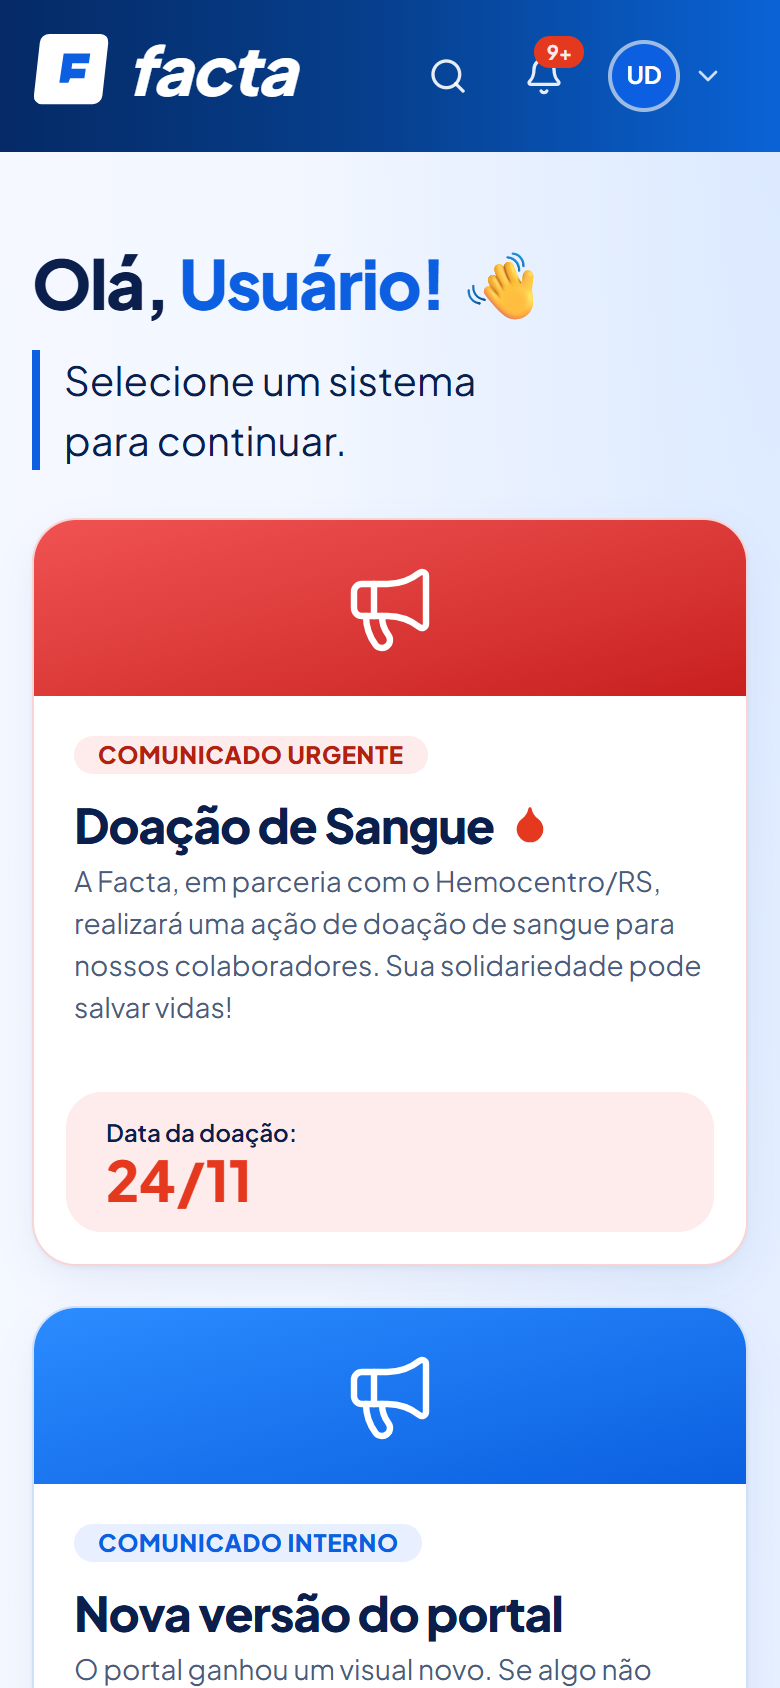 F facta
9+
UD
Olá, Usuário!
Selecione um sistema
para continuar.
COMUNICADO URGENTE
Doação de Sangue
A Facta, em parceria com o Hemocentro/RS,
realizará uma ação de doação de sangue para
nossos colaboradores. Sua solidariedade pode
salvar vidas!
Data da doação:
24/11
COMUNICADO INTERNO
Nova versão do portal
O portal ganhou um visual novo. Se algo não